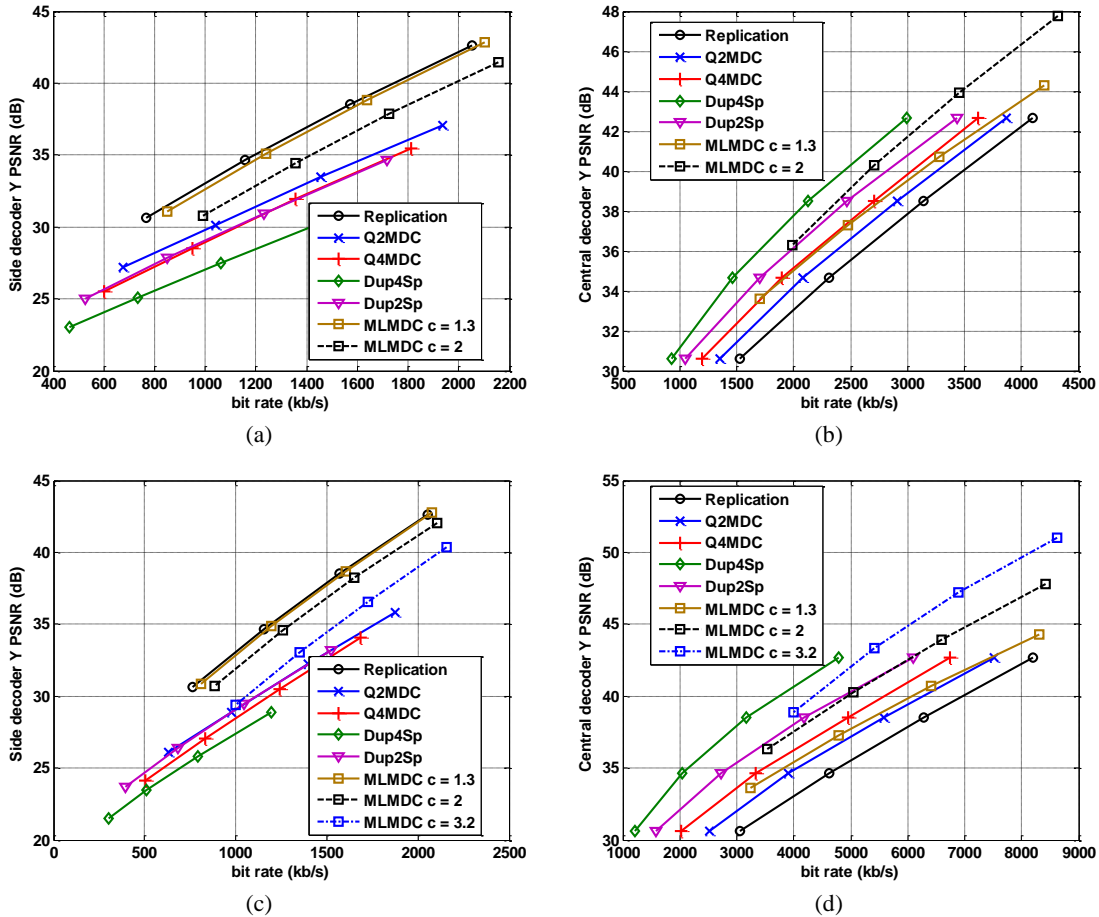 45
40
35
30
25
20
Side decoder Y PSNR (dB)
Replication
Q2MDC
Q4MDC
Dup4Sp
Dup2Sp
MLMDC c = 1.3
MLMDC c = 2
400 600 800 1000 1200 1400 1600 1800 2000 2200
bit rate (kb/s)
(a)
48
46
44
42
40
38
36
34
32
30
Central decoder Y PSNR (dB)
Replication
Q2MDC
Q4MDC
Dup4Sp
Dup2Sp
MLMDC c = 1.3
MLMDC c = 2
500 1000 1500 2000 2500 3000 3500 4000 4500
bit rate (kb/s)
(b)
45
40
35
30
25
20
Side decoder Y PSNR (dB)
Replication
Q2MDC
Q4MDC
Dup4Sp
Dup2Sp
MLMDC c = 1.3
MLMDC c = 2
MLMDC c = 3.2
0 500 1000 1500 2000 2500
bit rate (kb/s)
(c)
55
50
45
40
35
30
Central decoder Y PSNR (dB)
Replication
Q2MDC
Q4MDC
Dup4Sp
Dup2Sp
MLMDC c = 1.3
MLMDC c = 2
MLMDC c = 3.2
1000 2000 3000 4000 5000 6000 7000 8000 9000
bit rate (kb/s)
(d)